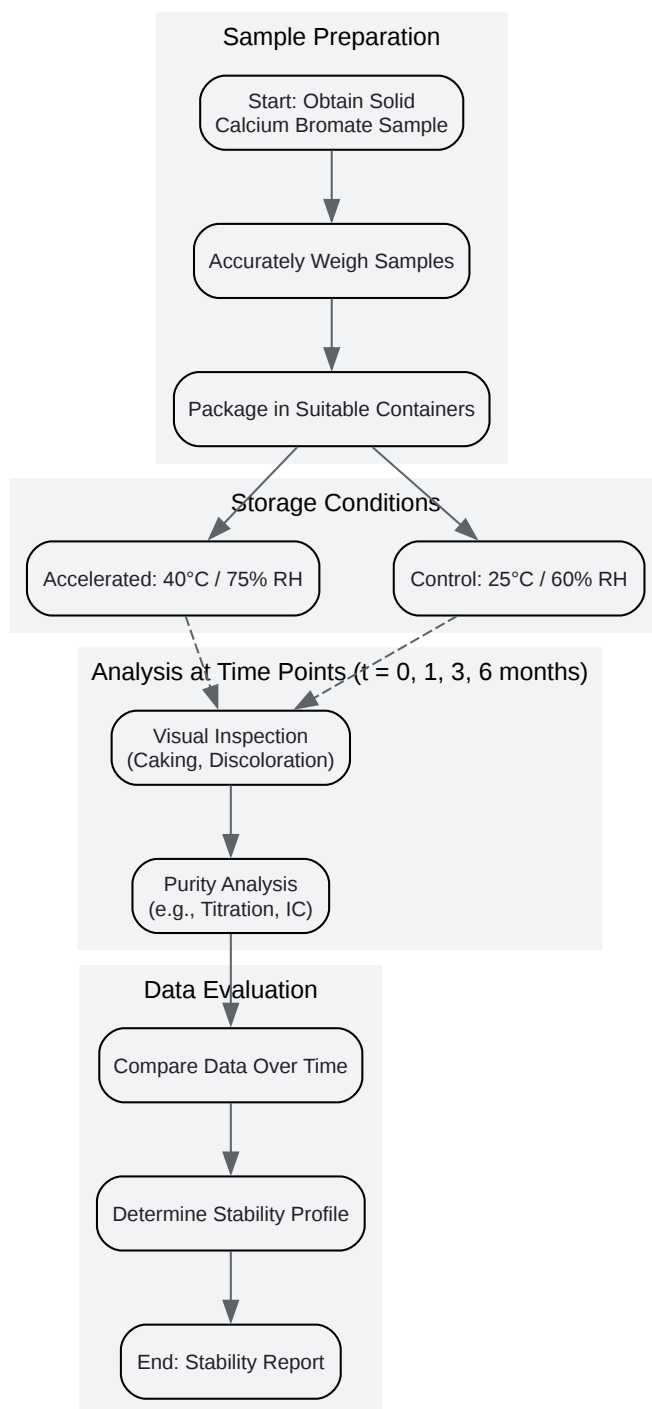 Sample Preparation
Start: Obtain Solid
Calcium Bromate Sample
Accurately Weigh Samples
Package in Suitable Containers
Storage Conditions
Accelerated: 40°C / 75% RH
Control: 25°C / 60% RH
Analysis at Time Points (t = 0, 1, 3, 6 months)
Visual Inspection
(Caking, Discoloration)
Purity Analysis
(e.g., Titration, IC)
Data Evaluation
Compare Data Over Time
Determine Stability Profile
End: Stability Report